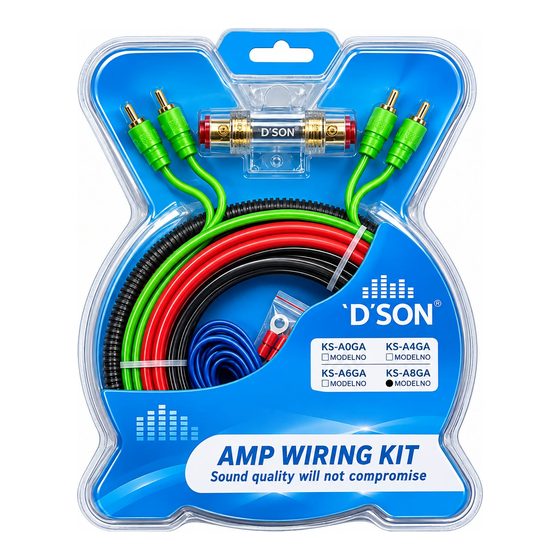 D'SON
'D'SON®
KS-A0GA KS-A4GA
MODELNO MODELNO
KS-A6GA KS-A8GA
MODELNO MODELNO
AMP WIRING KIT
Sound quality will not compromise